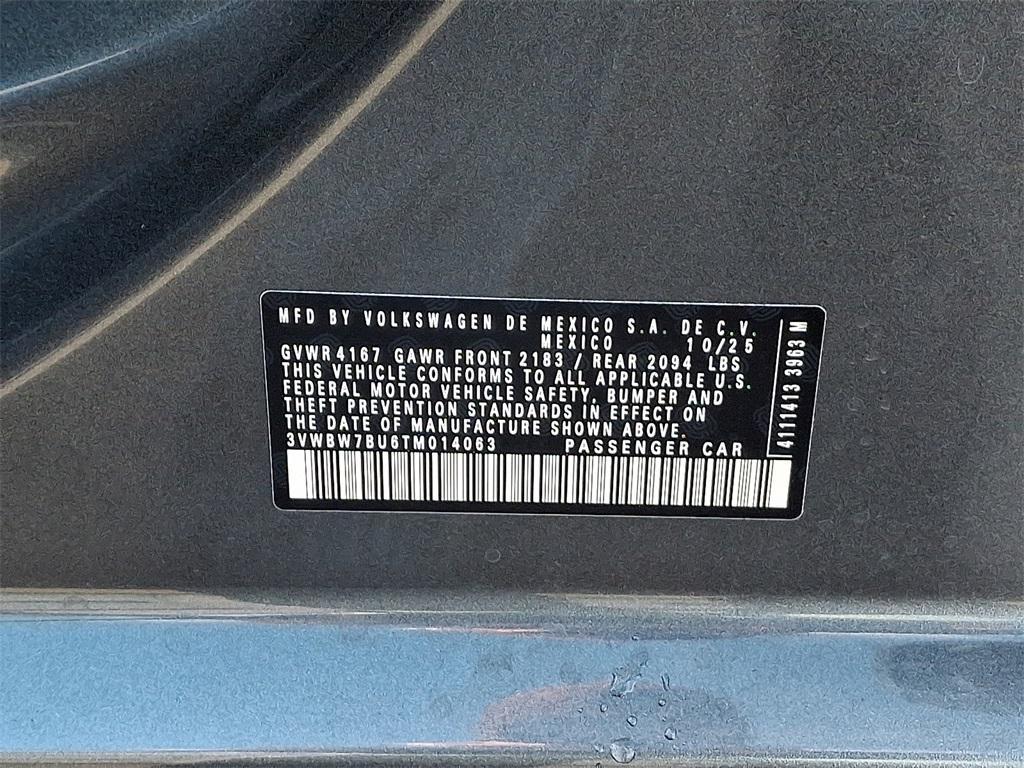 MFD BY VOLKSWAGEN DE MEXICO S.A. DE C.V.
MEXICO 10/25
GVWR 4167 GAWR FRONT 2183 / REAR 2094 LBS
THIS VEHICLE CONFORMS TO ALL APPLICABLE U.S.
FEDERAL MOTOR VEHICLE SAFETY, BUMPER AND
THEFT PREVENTION STANDARDS IN EFFECT ON
THE DATE OF MANUFACTURE SHOWN ABOVE.
3VWBW7BU6TM014063 PASSENGER CAR
4111413 3963 M